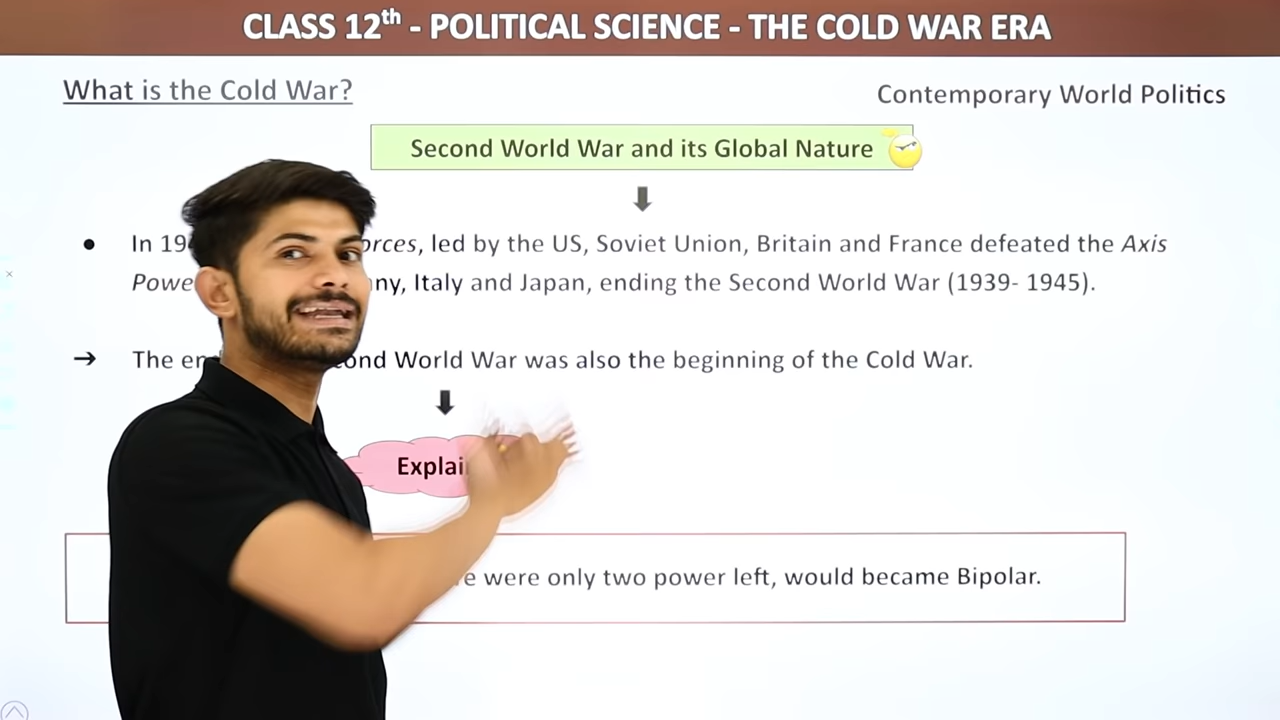 CLASS 12th - POLITICAL SCIENCE - THE COLD WAR ERA
What is the Cold War?
Contemporary World Politics
Second World War and its Global Nature
In 19 orces, led by the US, Soviet Union, Britain and France defeated the Axis
Powe ny, Italy and Japan, ending the Second World War (1939- 1945).
The en ond World War was also the beginning of the Cold War.
Explai
e were only two power left, would became Bipolar.